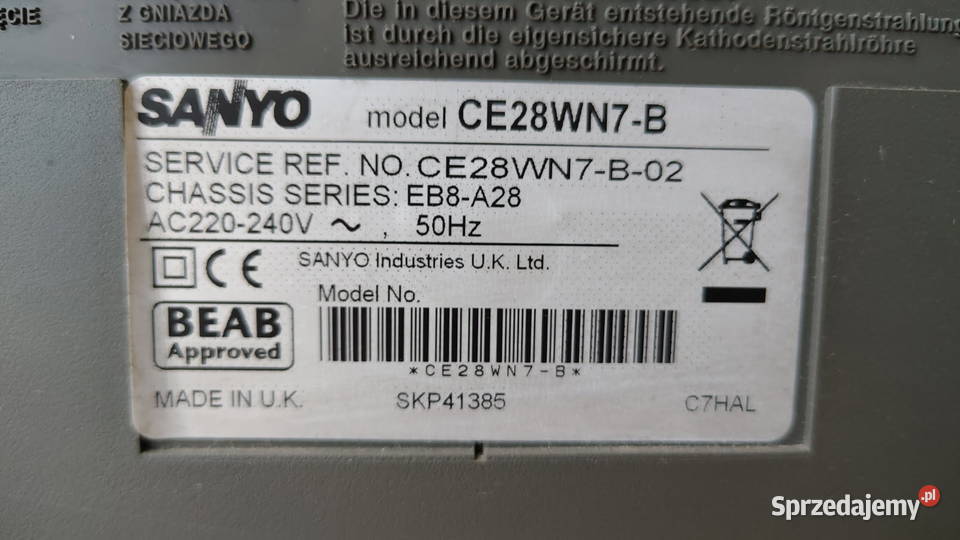 Z GNIAZDA
SIECIOWEGO
Die in diesem Gerät entstehende Röntgenstrahlung
ist durch die eigensichere Kathodenstrahlröhre
ausreichend abgeschirmt.
SANYO model CE28WN7-B
SERVICE REF. NO. CE28WN7-B-02
CHASSIS SERIES: EB8-A28
AC220-240V ~ , 50Hz
CE SANYO Industries U.K. Ltd.
Model No.
BEAB
Approved
*CE28WN7-B*
MADE IN U.K. SKP41385 C7HAL
Sprzedajemy.pl